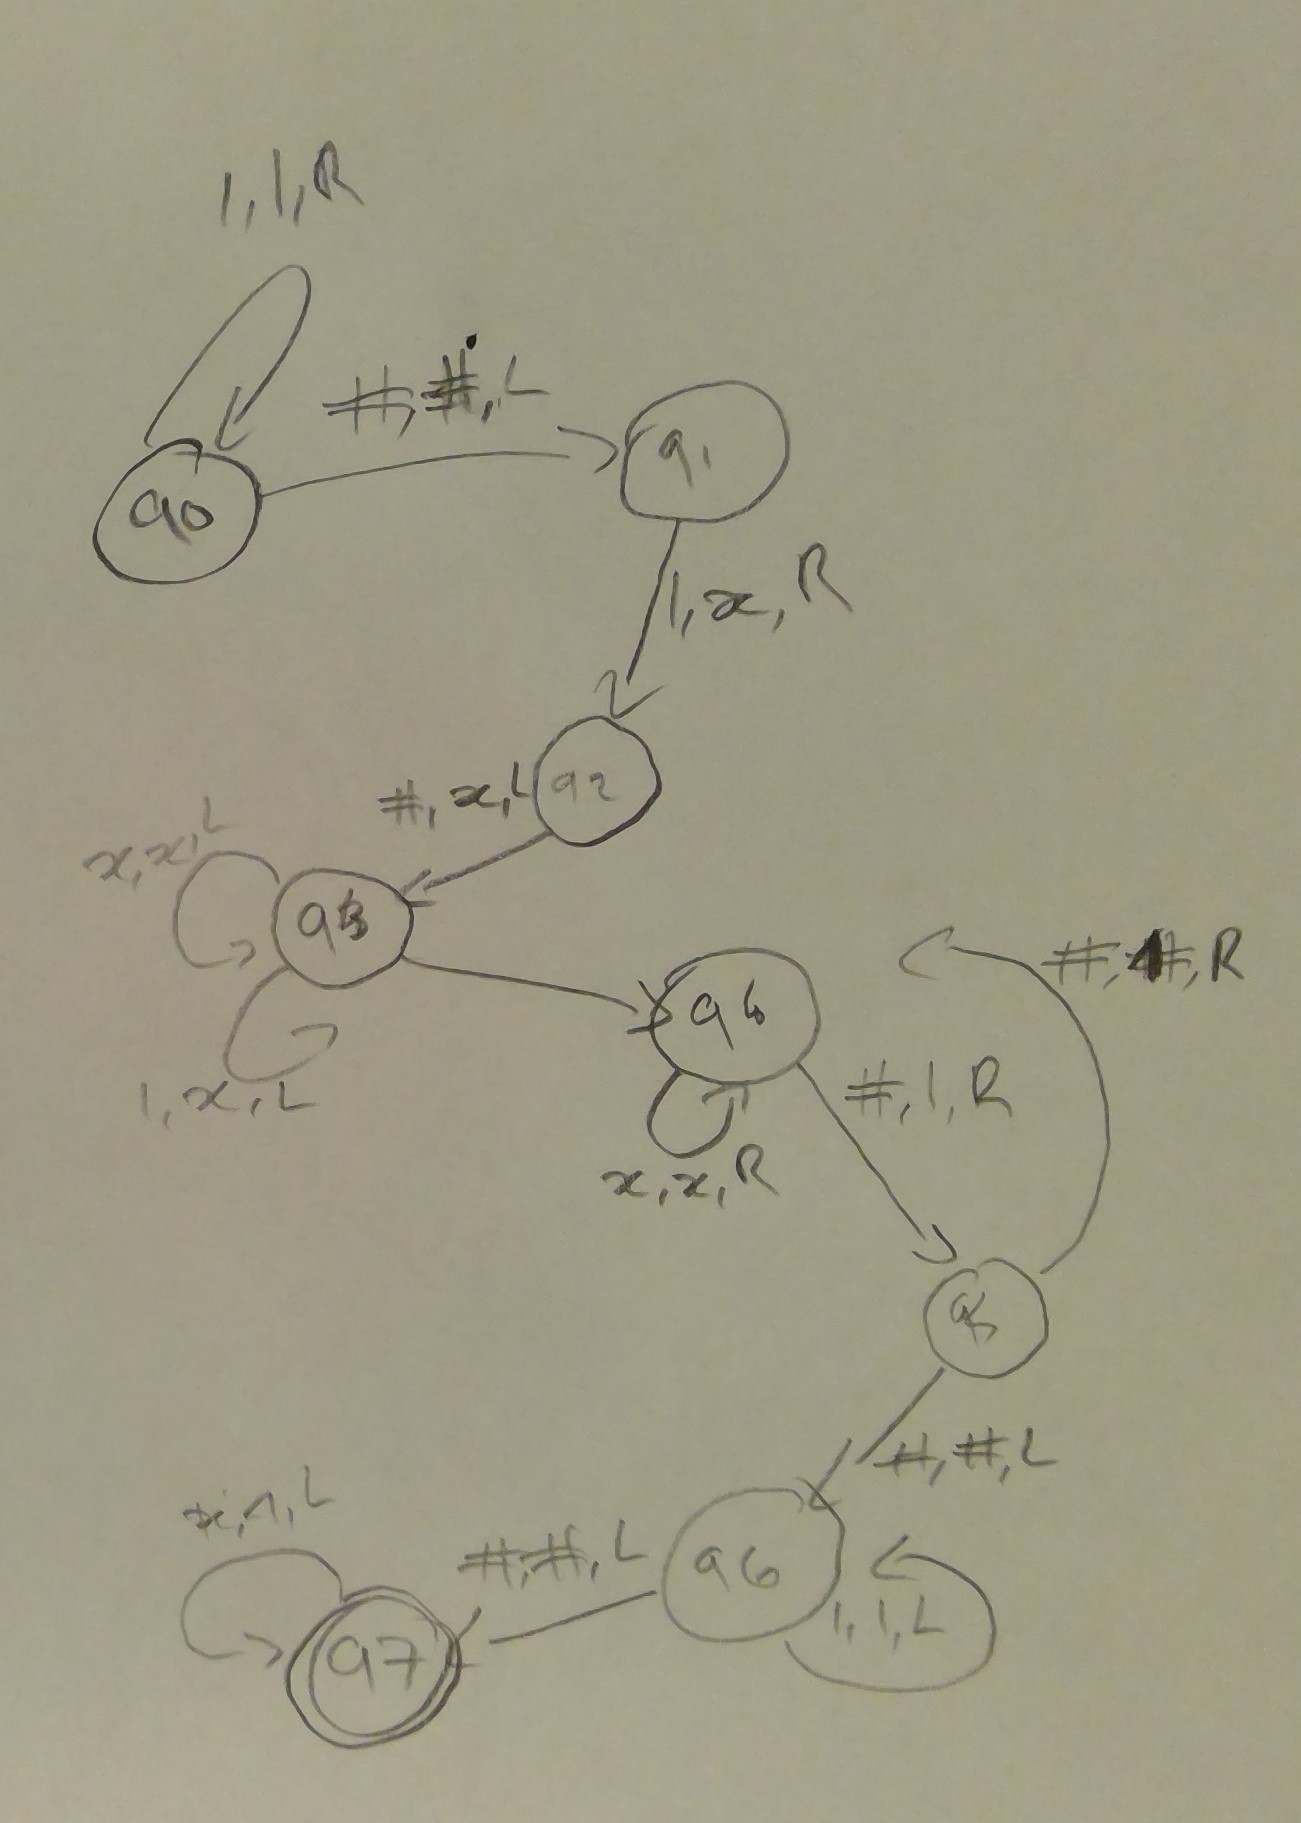 1,1,R
#,#,L
q0
q1
1,x,R
#,x,L
q2
x,x,L
q3
1,x,L
q4
#,#,R
#,1,R
x,x,R
q5
#,#,L
x,1,L
#,#,L
q6
1,1,L
q7